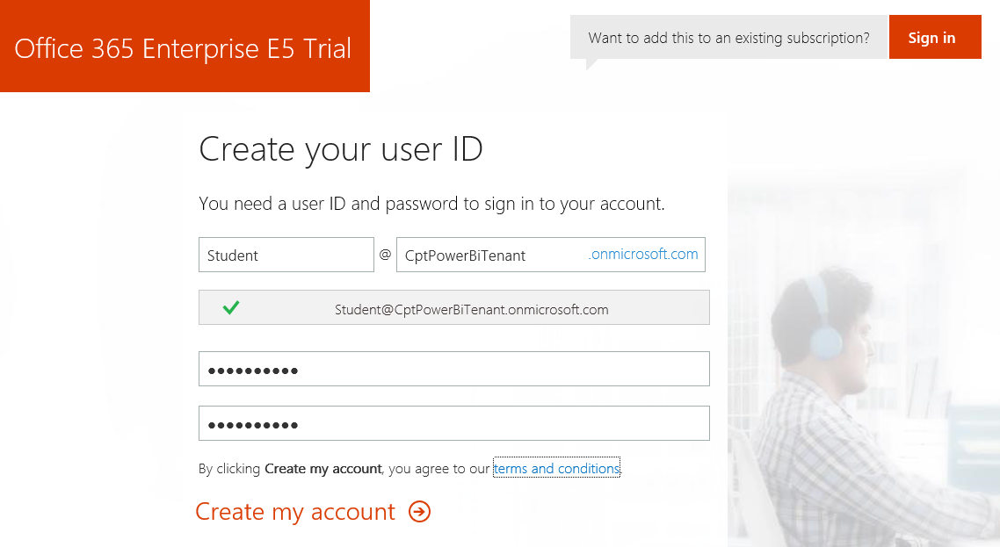 Office 365 Enterprise E5 Trial
Want to add this to an existing subscription?
Sign in
Create your user ID
You need a user ID and password to sign in to your account.
Student @ CptPowerBiTenant .onmicrosoft.com
Student@CptPowerBiTenant.onmicrosoft.com
●●●●●●●●●●
●●●●●●●●●●
By clicking Create my account, you agree to our terms and conditions.
Create my account